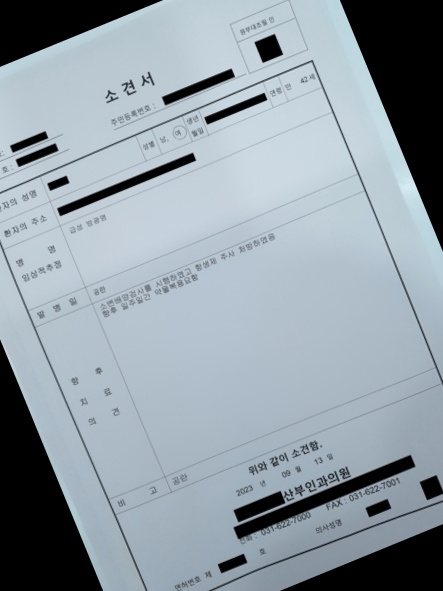 원부대조필 인
소 견 서
주민등록번호 :
호 :
환자의 성명
성별 남, 여
생년
월일
연령 만 42 세
환자의 주소
병 명
급성 방광염
임상적추정
발 병 일 공란
향 후
치 료
의 견
소변배양검사를 시행하였고 항생제 주사 처방하였음
향후 일주일간 약물복용요함
비 고 공란
위와 같이 소견함.
2023 년 09 월 13 일
산부인과의원
전화 : 031-622-7000 FAX : 031-622-7001
의사성명
면허번호 제 호